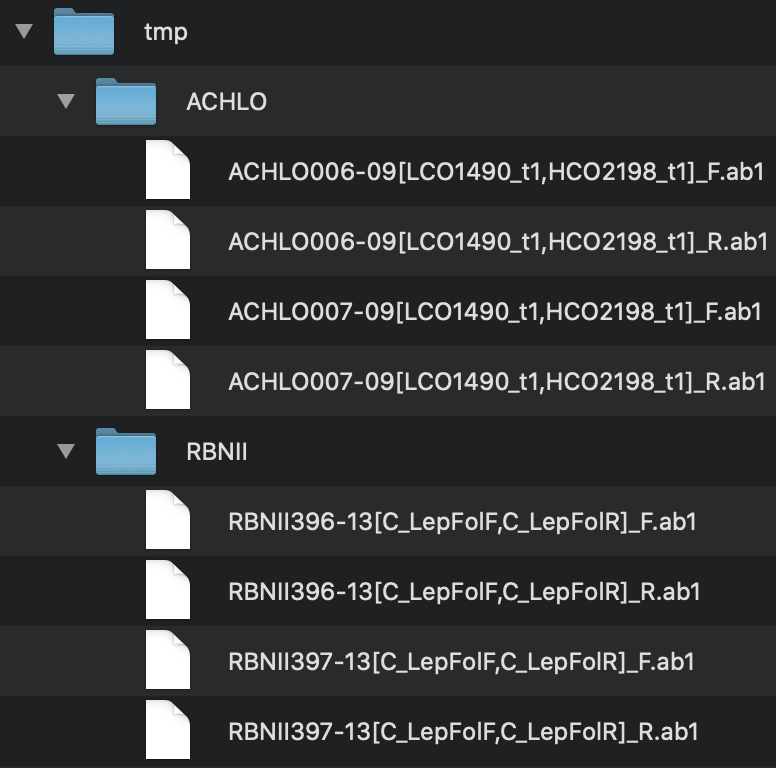 tmp
ACHLO
ACHLO006-09[LCO1490_t1,HCO2198_t1]_F.ab1
ACHLO006-09[LCO1490_t1,HCO2198_t1]_R.ab1
ACHLO007-09[LCO1490_t1,HCO2198_t1]_F.ab1
ACHLO007-09[LCO1490_t1,HCO2198_t1]_R.ab1
RBNII
RBNII396-13[C_LepFolF,C_LepFolR]_F.ab1
RBNII396-13[C_LepFolF,C_LepFolR]_R.ab1
RBNII397-13[C_LepFolF,C_LepFolR]_F.ab1
RBNII397-13[C_LepFolF,C_LepFolR]_R.ab1